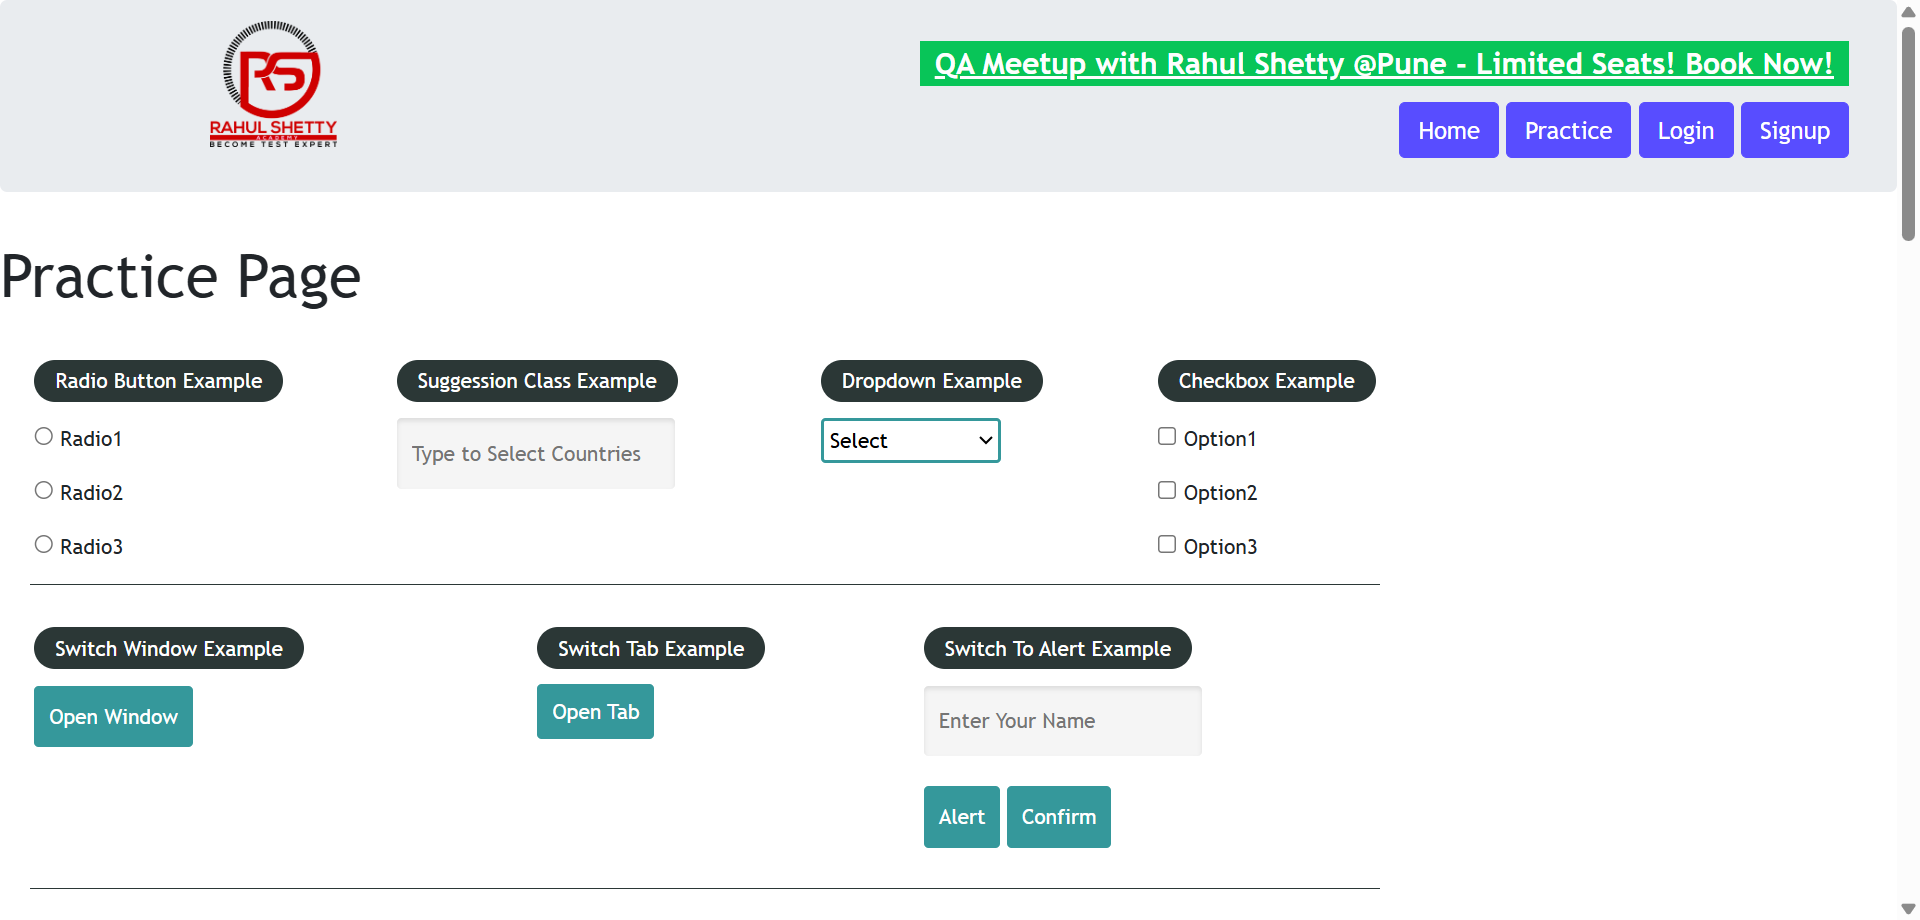 RS
RAHUL SHETTY
ACADEMY
BECOME TEST EXPERT
QA Meetup with Rahul Shetty @Pune - Limited Seats! Book Now!
Home Practice Login Signup
Practice Page
Radio Button Example
Radio1
Radio2
Radio3
Suggession Class Example
Type to Select Countries
Dropdown Example
Select
Checkbox Example
Option1
Option2
Option3
Switch Window Example
Open Window
Switch Tab Example
Open Tab
Switch To Alert Example
Enter Your Name
Alert Confirm